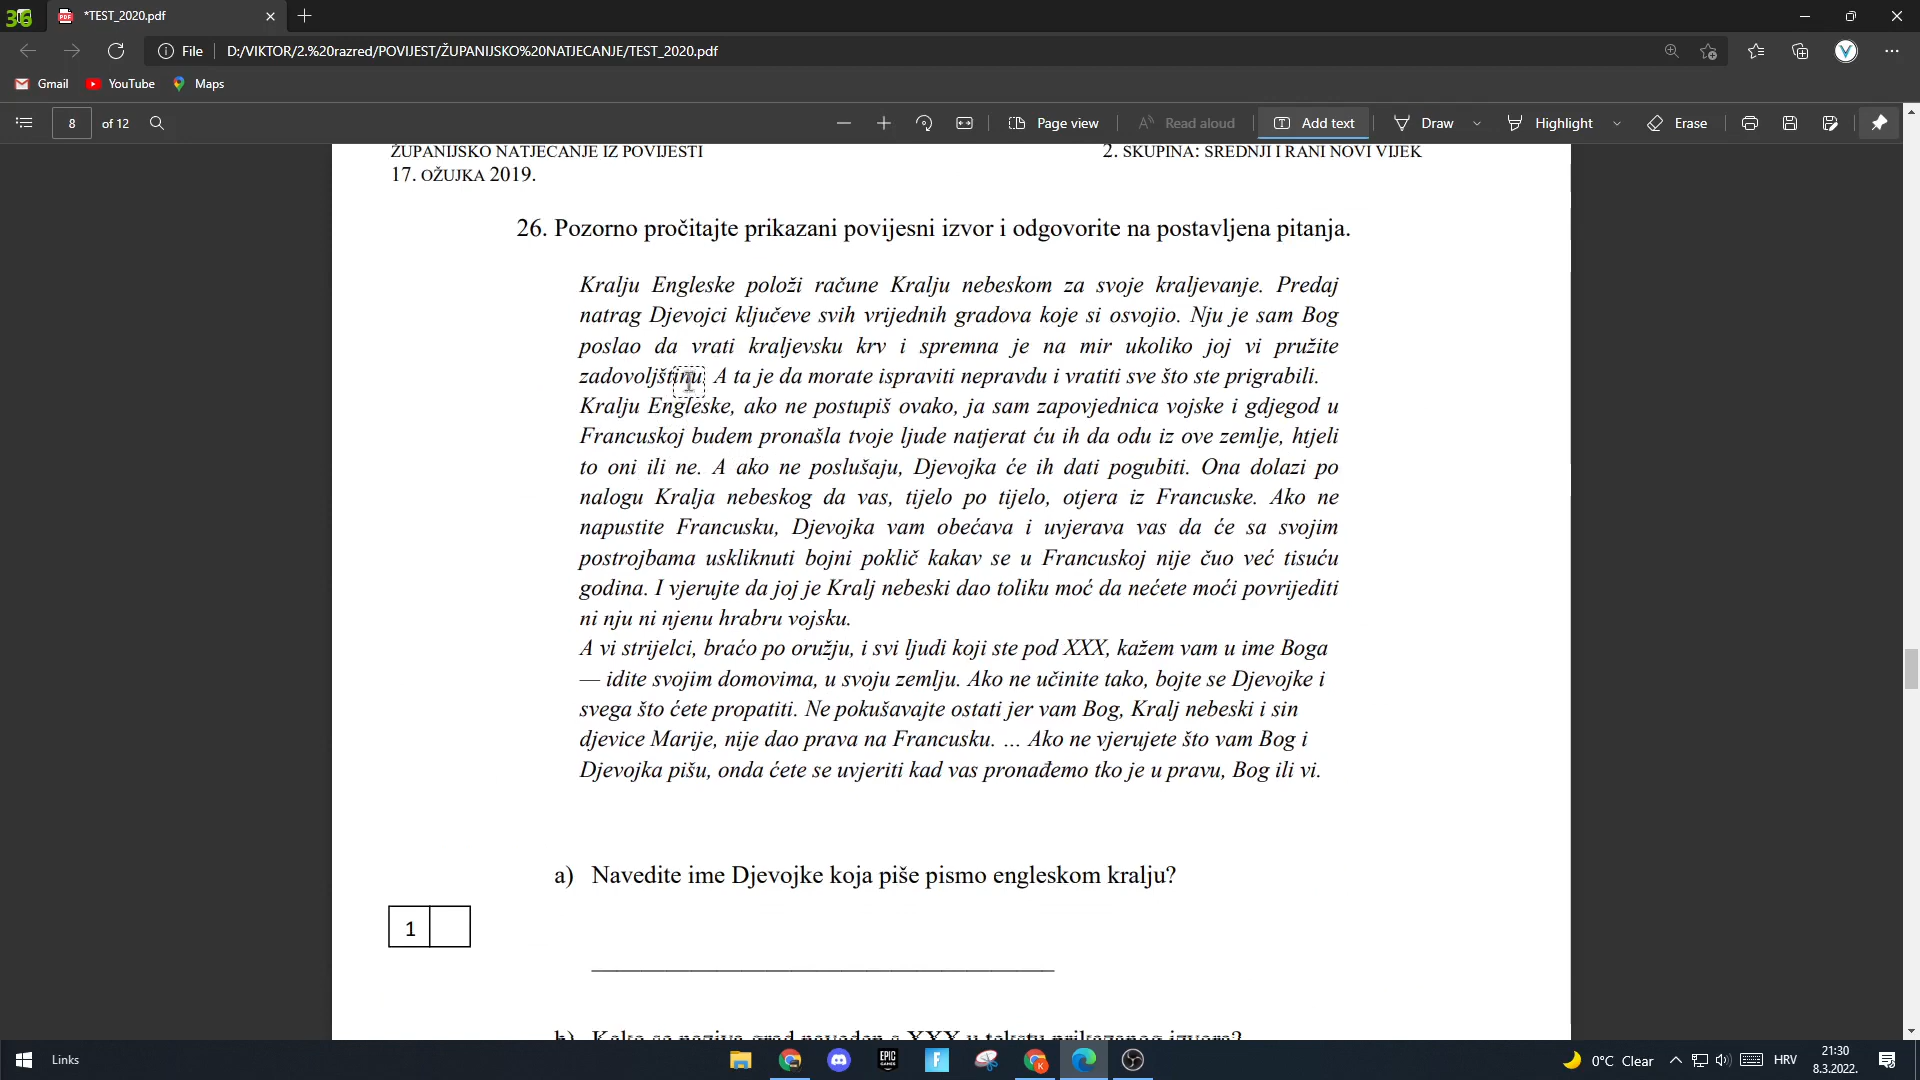 36
*TEST_2020.pdf
File
D:/VIKTOR/2.%20razred/POVIJEST/ŽUPANIJSKO%20NATJECANJE/TEST_2020.pdf
Gmail
YouTube
Maps
8 of 12
Page view
Read aloud
Add text
Draw
Highlight
Erase
ŽUPANIJSKO NATJECANJE IZ POVIJESTI
2. SKUPINA: SREDNJI I RANI NOVI VIJEK
17. OŽUJKA 2019.
26. Pozorno pročitajte prikazani povijesni izvor i odgovorite na postavljena pitanja.
Kralju Engleske položi račune Kralju nebeskom za svoje kraljevanje. Predaj
natrag Djevojci ključeve svih vrijednih gradova koje si osvojio. Nju je sam Bog
poslao da vrati kraljevsku krv i spremna je na mir ukoliko joj vi pružite
zadovoljštinu. A ta je da morate ispraviti nepravdu i vratiti sve što ste prigrabili.
Kralju Engleske, ako ne postupiš ovako, ja sam zapovjednica vojske i gdjegod u
Francuskoj budem pronašla tvoje ljude natjerat ću ih da odu iz ove zemlje, htjeli
to oni ili ne. A ako ne poslušaju, Djevojka će ih dati pogubiti. Ona dolazi po
nalogu Kralja nebeskog da vas, tijelo po tijelo, otjera iz Francuske. Ako ne
napustite Francusku, Djevojka vam obećava i uvjerava vas da će sa svojim
postrojbama uskliknuti bojni poklič kakav se u Francuskoj nije čuo već tisuću
godina. I vjerujte da joj je Kralj nebeski dao toliku moć da nećete moći povrijediti
ni nju ni njenu hrabru vojsku.
A vi strijelci, braćo po oružju, i svi ljudi koji ste pod XXX, kažem vam u ime Boga
— idite svojim domovima, u svoju zemlju. Ako ne učinite tako, bojte se Djevojke i
svega što ćete propatiti. Ne pokušavajte ostati jer vam Bog, Kralj nebeski i sin
djevice Marije, nije dao prava na Francusku. ... Ako ne vjerujete što vam Bog i
Djevojka pišu, onda ćete se uvjeriti kad vas pronađemo tko je u pravu, Bog ili vi.
a) Navedite ime Djevojke koja piše pismo engleskom kralju?
1
b) Kako se naziva grad naveden s XXX u tekstu prikazanog izvora?
Links
EPIC GAMES
0°C Clear
HRV
21:30
8.3.2022.